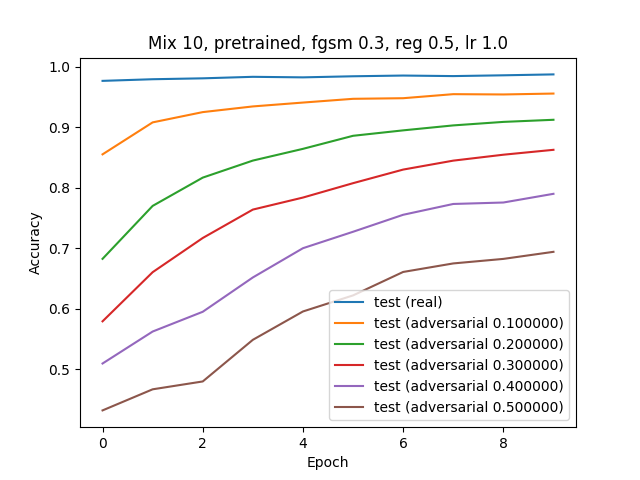 Mix 10, pretrained, fgsm 0.3, reg 0.5, lr 1.0
Accuracy
1.0
0.9
0.8
0.7
0.6
0.5
test (real)
test (adversarial 0.100000)
test (adversarial 0.200000)
test (adversarial 0.300000)
test (adversarial 0.400000)
test (adversarial 0.500000)
0 2 4 6 8
Epoch